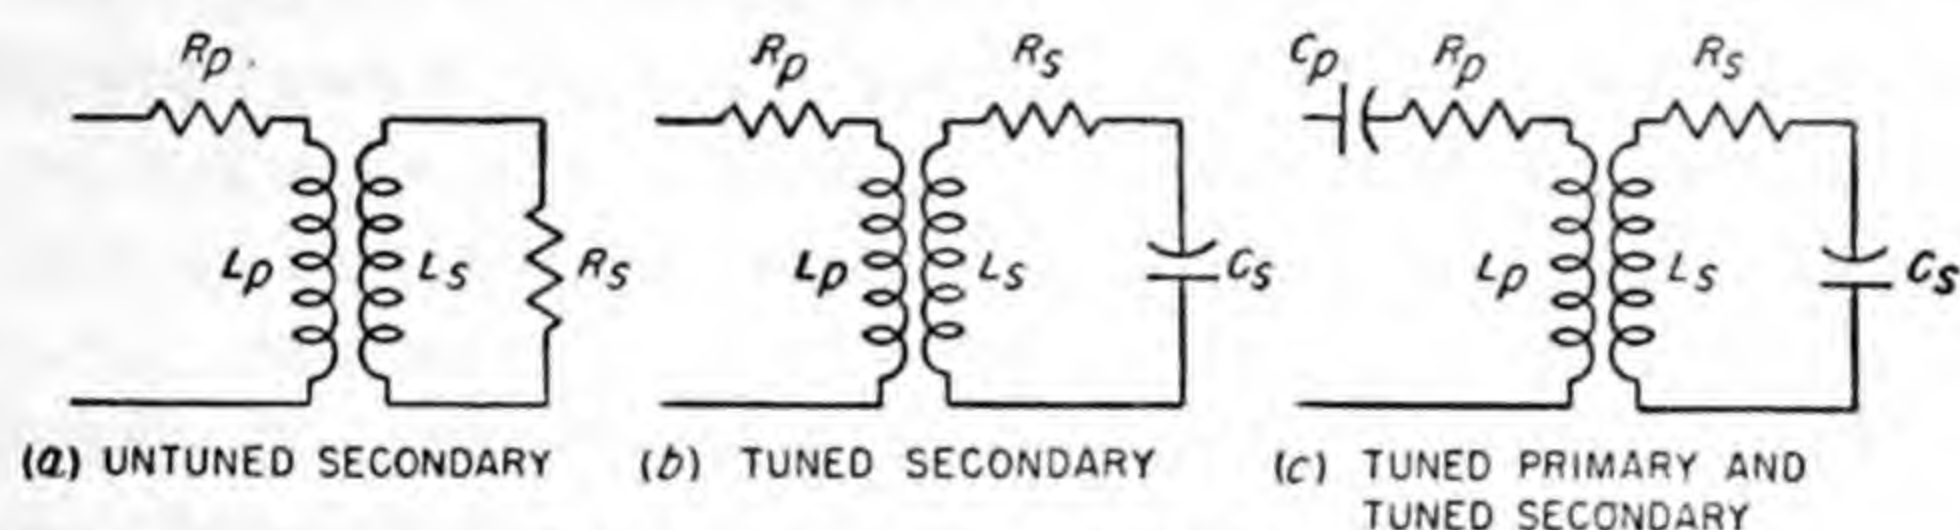 Rp
Lp
Ls
Rs
(a) UNTUNED SECONDARY
Rp
Rs
Lp
Ls
Cs
(b) TUNED SECONDARY
Cp
Rp
Rs
Lp
Ls
Cs
(c) TUNED PRIMARY AND
TUNED SECONDARY